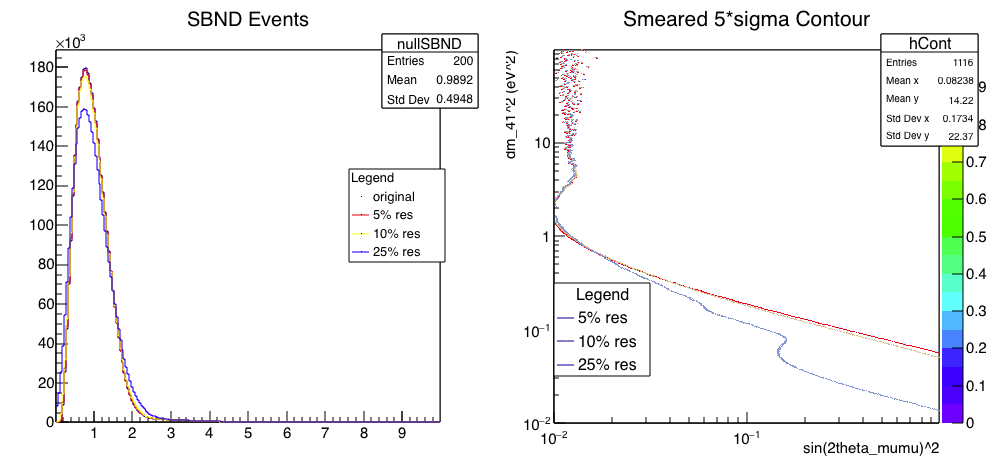 SBND Events
×10³
nullSBND
Entries 200
Mean 0.9892
Std Dev 0.4948
180
160
140
120
100
80
60
40
20
0
Legend
original
5% res
10% res
25% res
1 2 3 4 5 6 7 8 9
Smeared 5*sigma Contour
dm_41^2 (eV^2)
hCont
Entries 1116
Mean x 0.08238
Mean y 14.22
Std Dev x 0.1734
Std Dev y 22.37
10
1
10⁻¹
10⁻²
Legend
5% res
10% res
25% res
9
8
0.7
0.6
0.5
0.4
0.3
0.2
0.1
0
10⁻² 10⁻¹
sin(2theta_mumu)^2